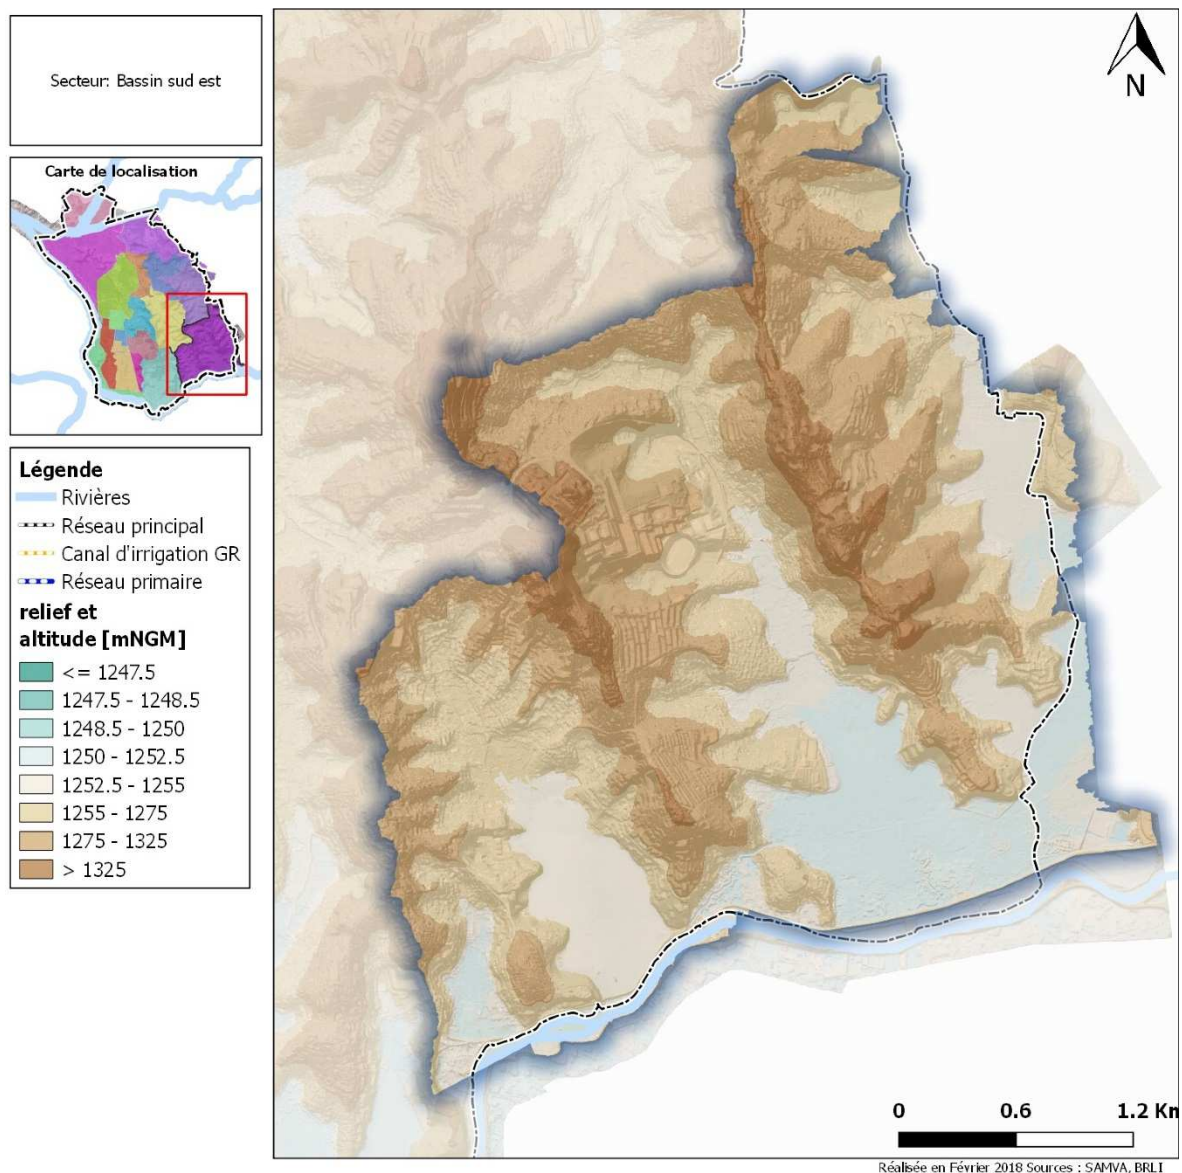 Secteur: Bassin sud est
Carte de localisation
Légende
Rivières
Réseau principal
Canal d'irrigation GR
Réseau primaire
relief et
altitude [mNGM]
<= 1247.5
1247.5 - 1248.5
1248.5 - 1250
1250 - 1252.5
1252.5 - 1255
1255 - 1275
1275 - 1325
> 1325
N
0 0.6 1.2 Km
Réalisée en Février 2018 Sources : SAMVA, BRLI